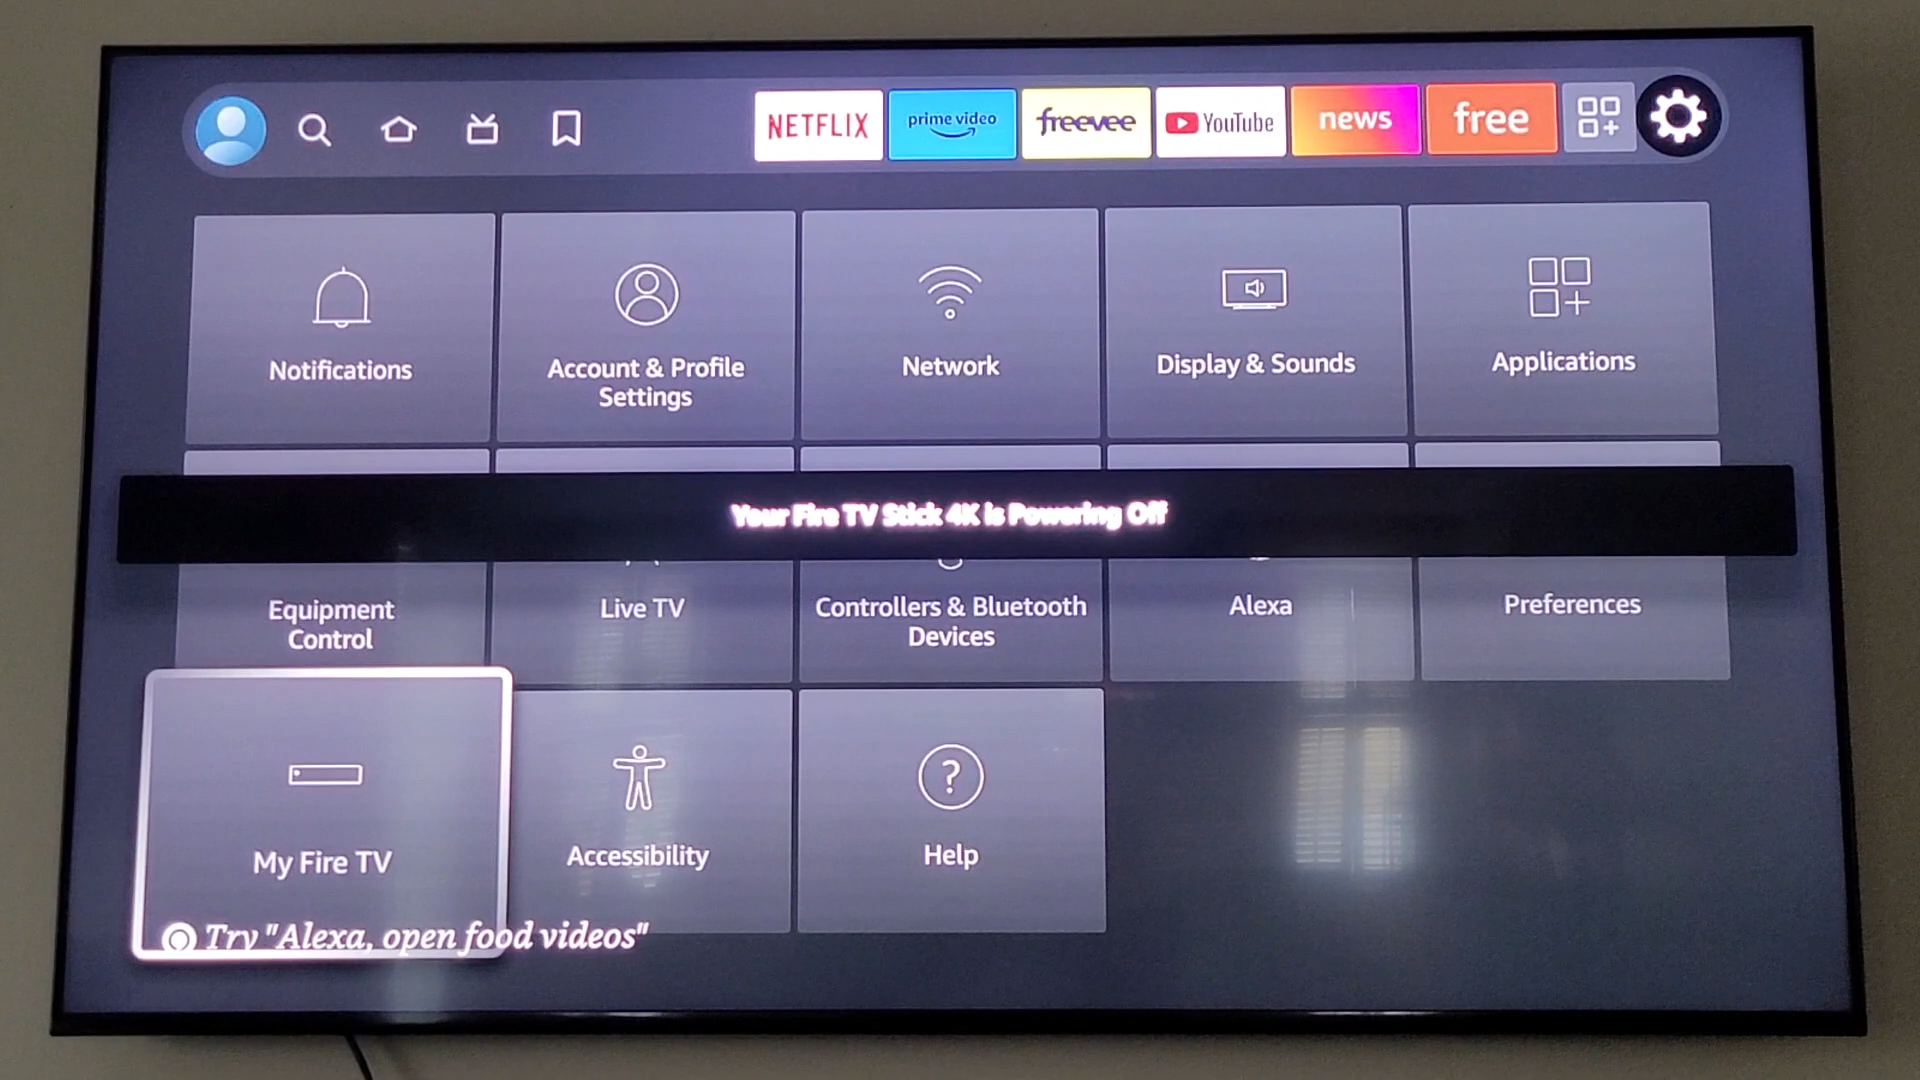 NETFLIX
prime video
freevee
YouTube
news
free
Notifications
Account & Profile
Settings
Network
Display & Sounds
Applications
Your Fire TV Stick 4K is Powering Off
Equipment
Control
Live TV
Controllers & Bluetooth
Devices
Alexa
Preferences
My Fire TV
Accessibility
?
Help
Try "Alexa, open food videos"